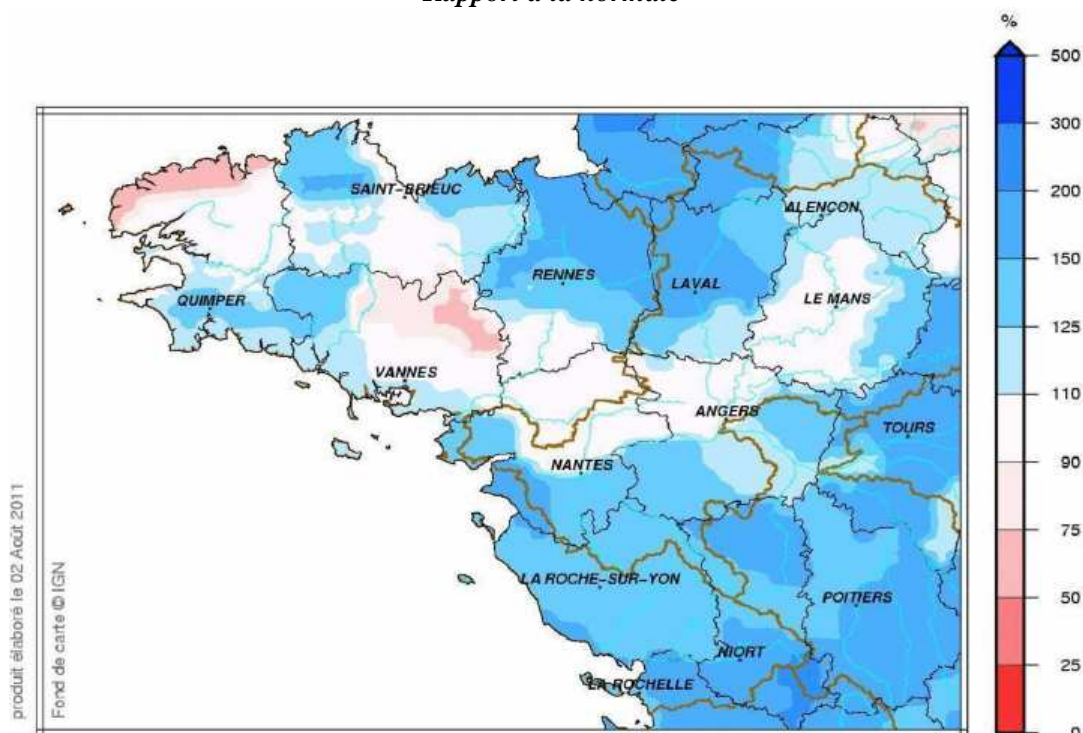 Rapport à la normale
%
500
300
200
150
125
110
90
75
50
25
0
SAINT-BRIEUC
ALENCON
RENNES
LAVAL
LE MANS
QUIMPER
VANNES
ANGERS
TOURS
NANTES
LA ROCHE-SUR-YON
POITIERS
NIORT
LA ROCHELLE
produit élaboré le 02 Août 2011
Fond de carte © IGN